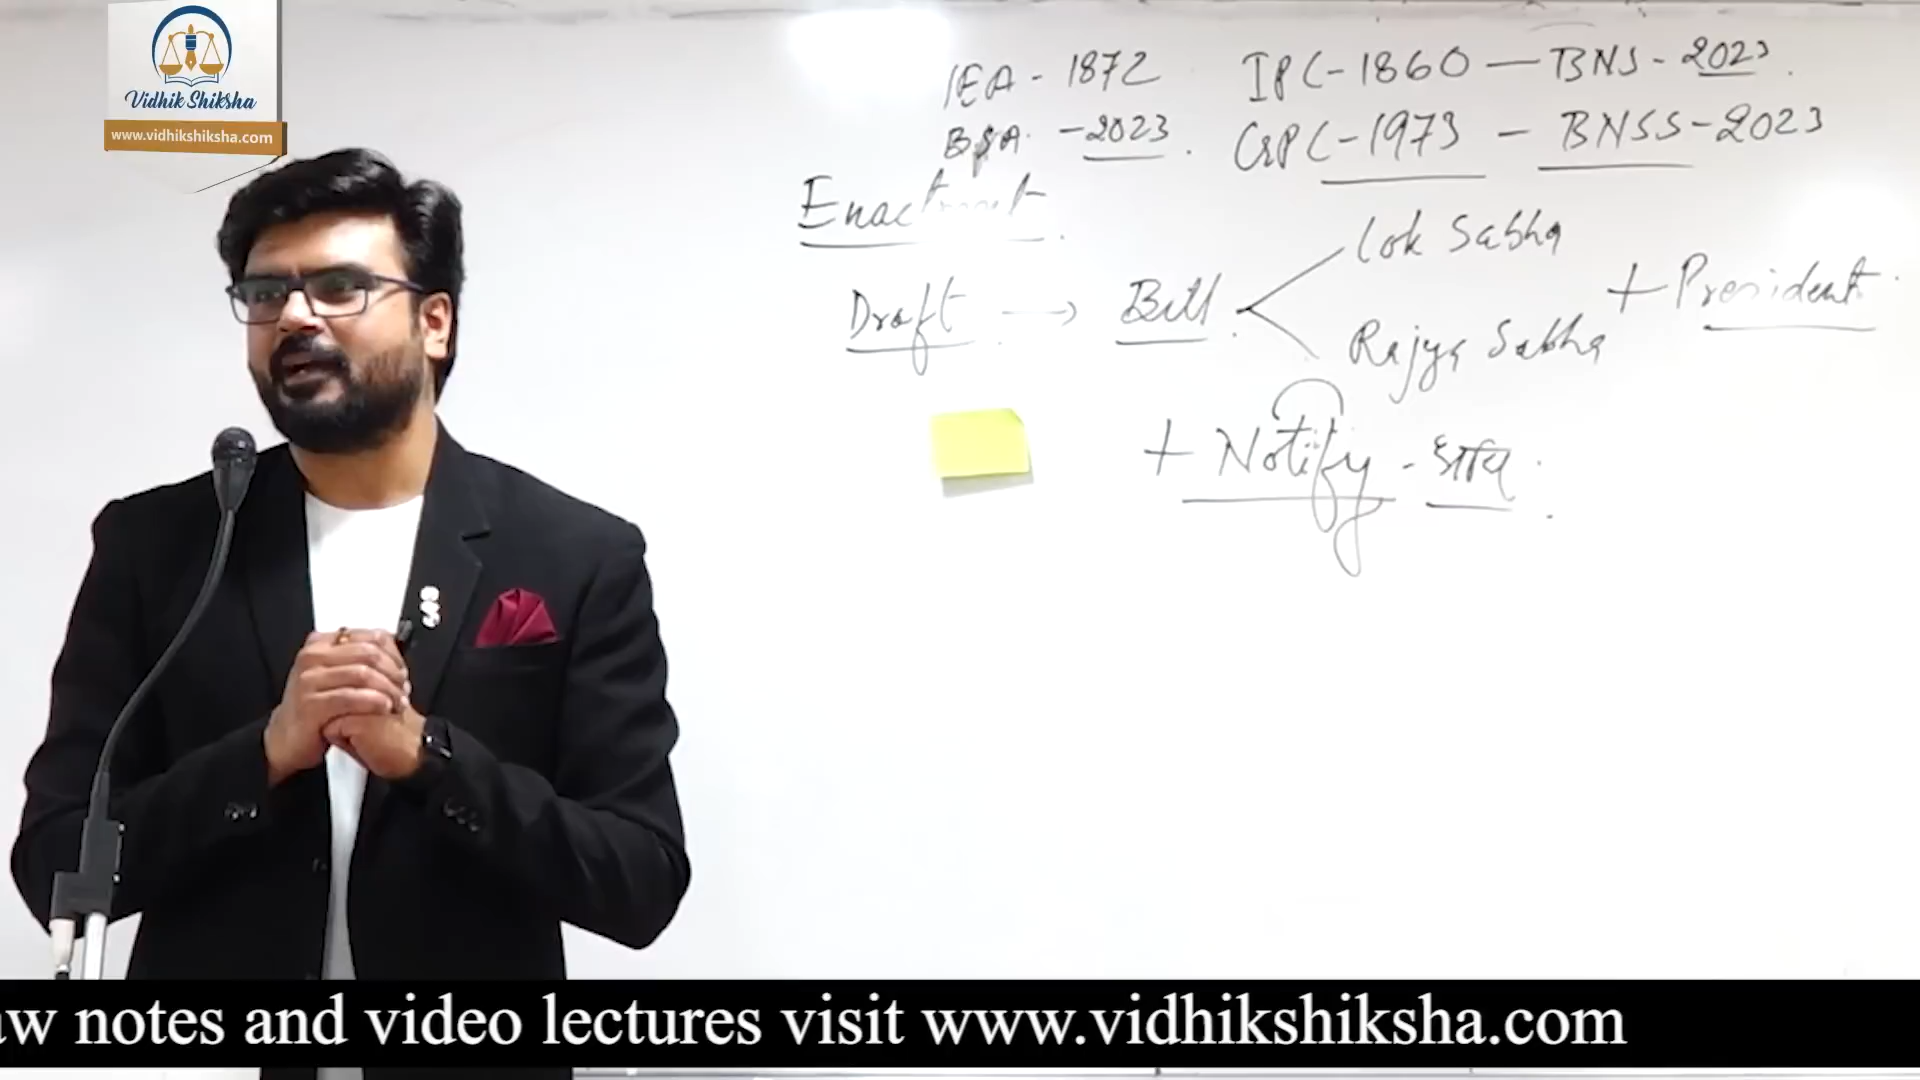 Vidhik Shiksha
www.vidhikshiksha.com
IEA - 1872 IPC - 1860 — BNS - 2023.
BSA. - 2023. CrPC - 1973 - BNSS - 2023
Enactment.
Draft → Bill. Lok Sabha + President.
Rajya Sabha
+ Notify -
notes and video lectures visit www.vidhikshiksha.com